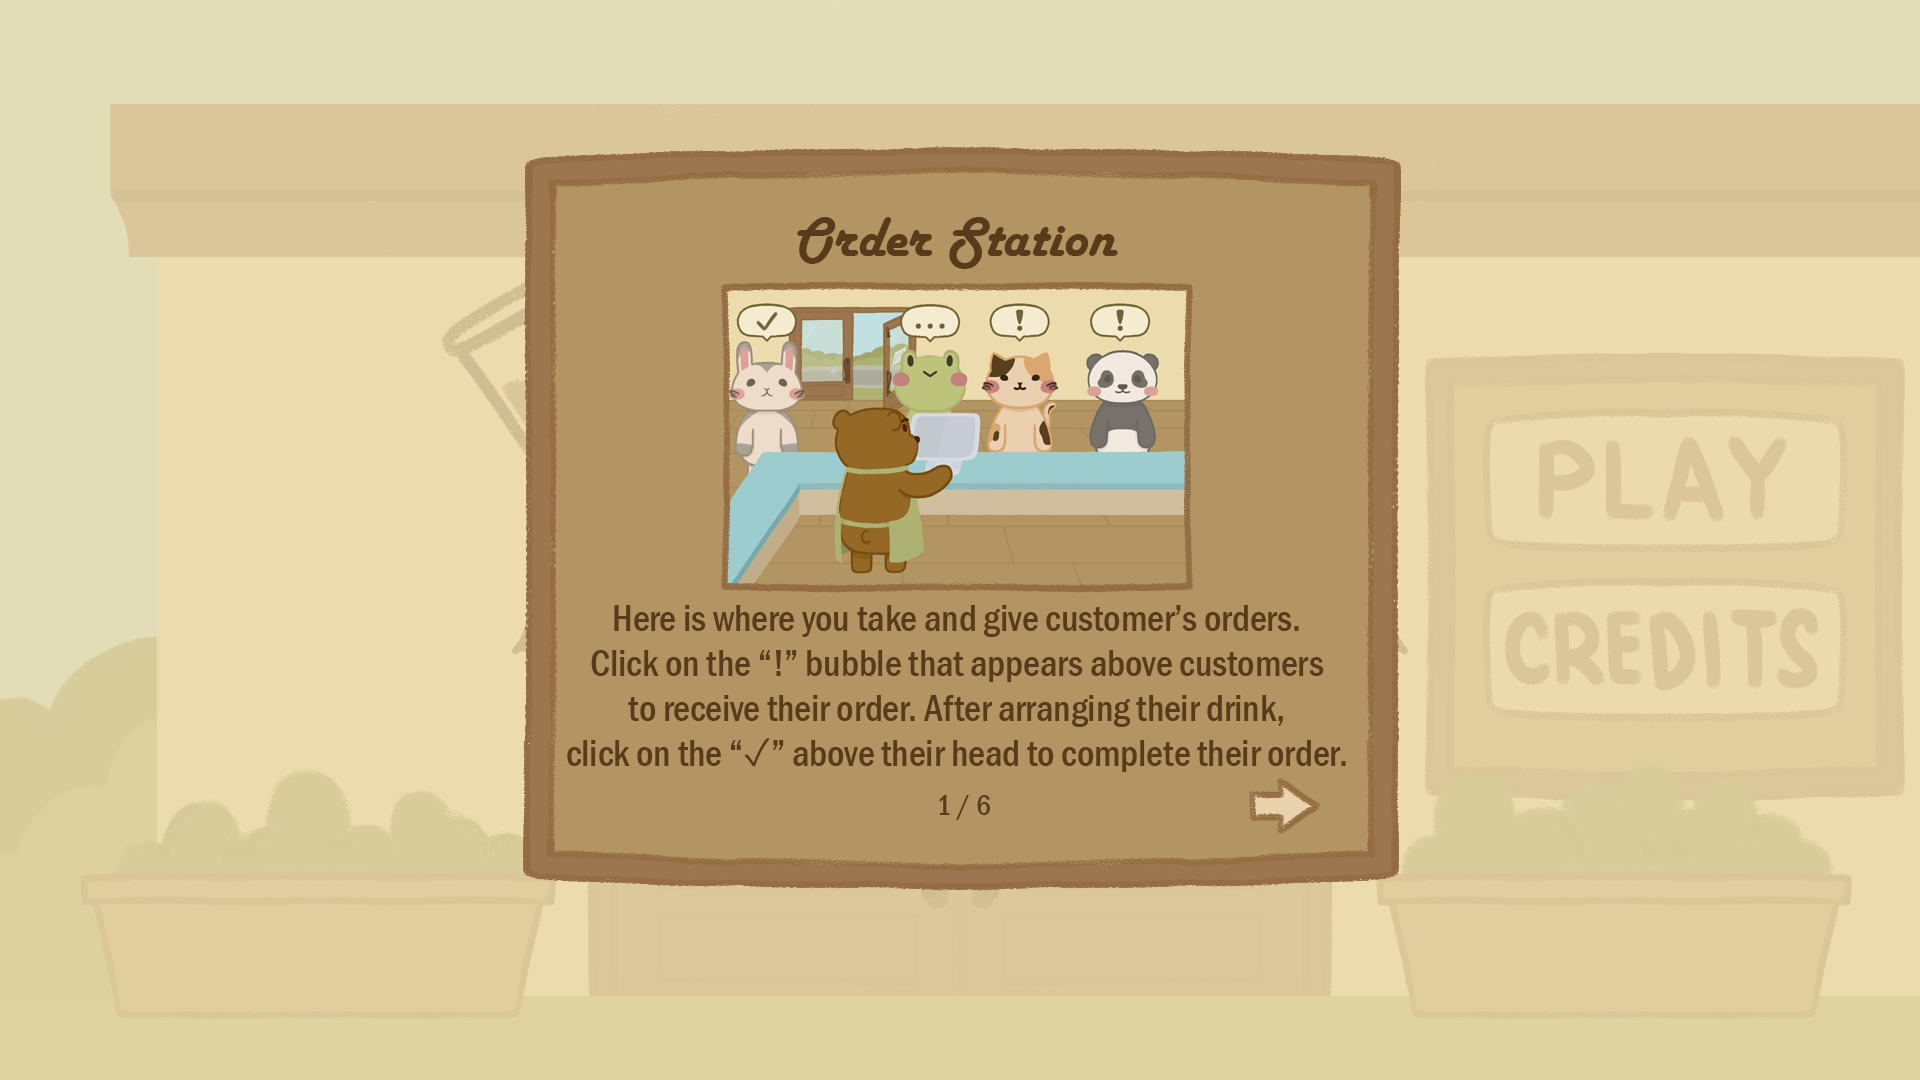 Order Station
✓
...
!
!
Here is where you take and give customer’s orders.
Click on the “!” bubble that appears above customers
to receive their order. After arranging their drink,
click on the “✓” above their head to complete their order.
1 / 6
PLAY
CREDITS